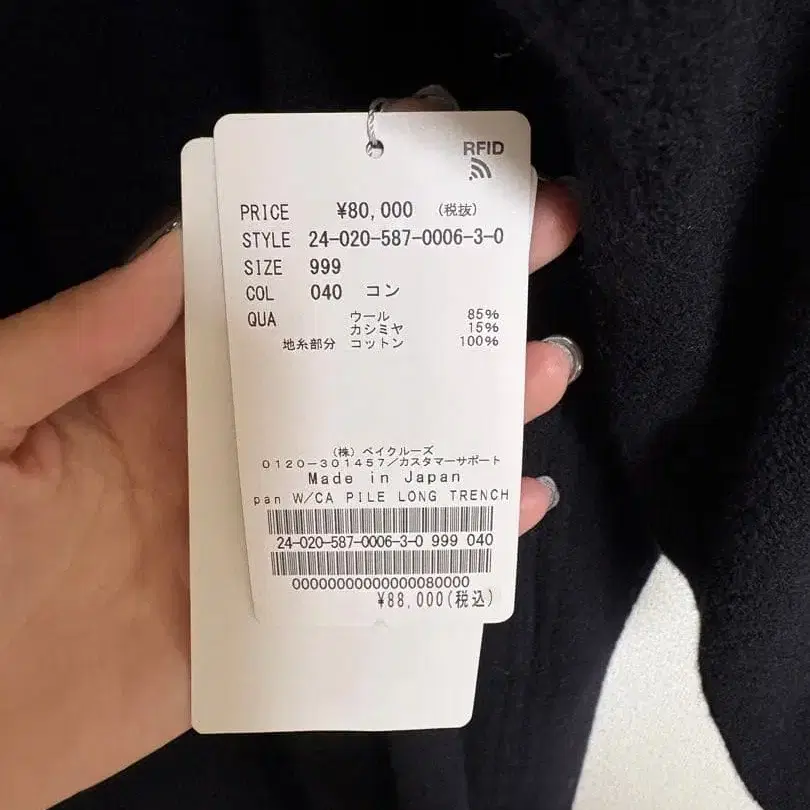 RFID
PRICE ¥80,000 (税抜)
STYLE 24-020-587-0006-3-0
SIZE 999
COL 040 コン
QUA ウール 85%
カシミヤ 15%
地糸部分 コットン 100%
(株) ベイクルーズ
0120-301457/カスタマーサポート
Made in Japan
pan W/CA PILE LONG TRENCH
24-020-587-0006-3-0 999 040
00000000000000080000
¥88,000(税込)